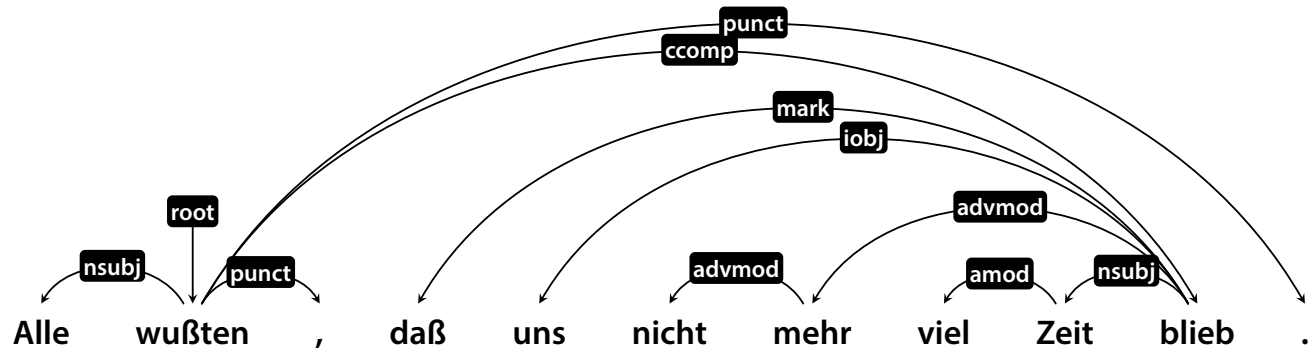 punct
ccomp
mark
iobj
root advmod
nsubj punct advmod amod nsubj
Alle wußten , daß uns nicht mehr viel Zeit blieb .